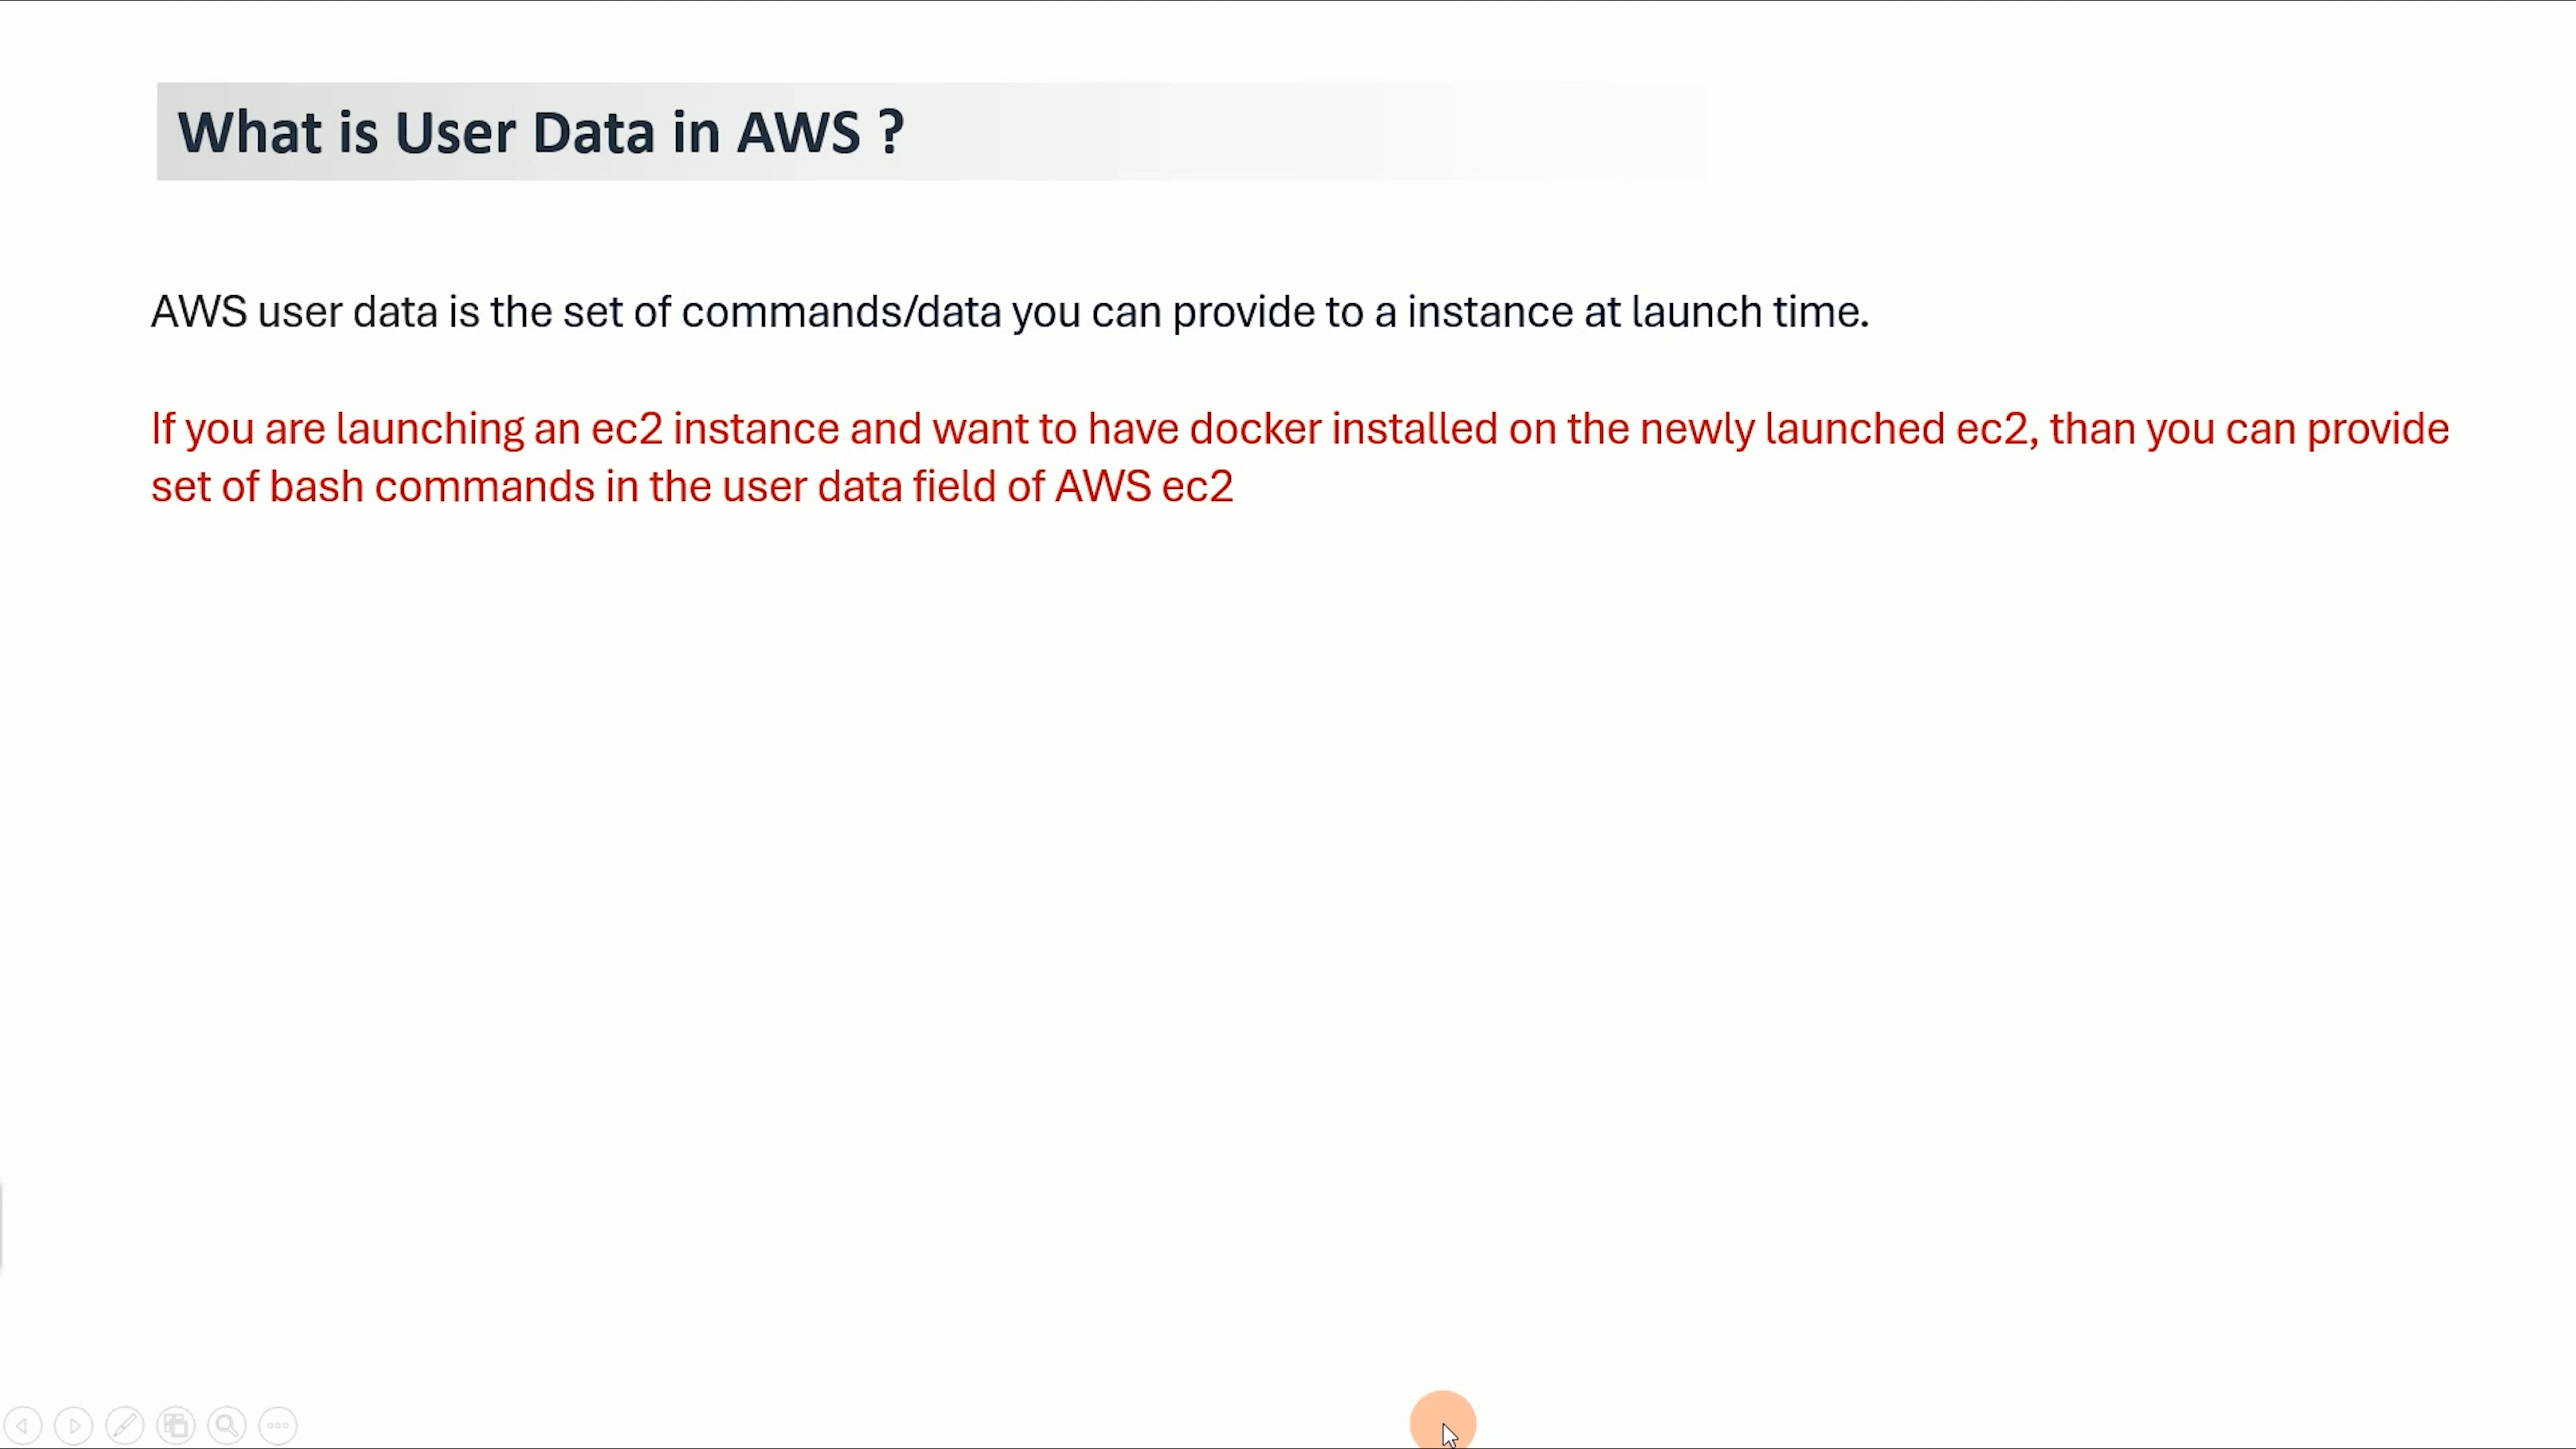 What is User Data in AWS ?
AWS user data is the set of commands/data you can provide to a instance at launch time.
If you are launching an ec2 instance and want to have docker installed on the newly launched ec2, than you can provide
set of bash commands in the user data field of AWS ec2